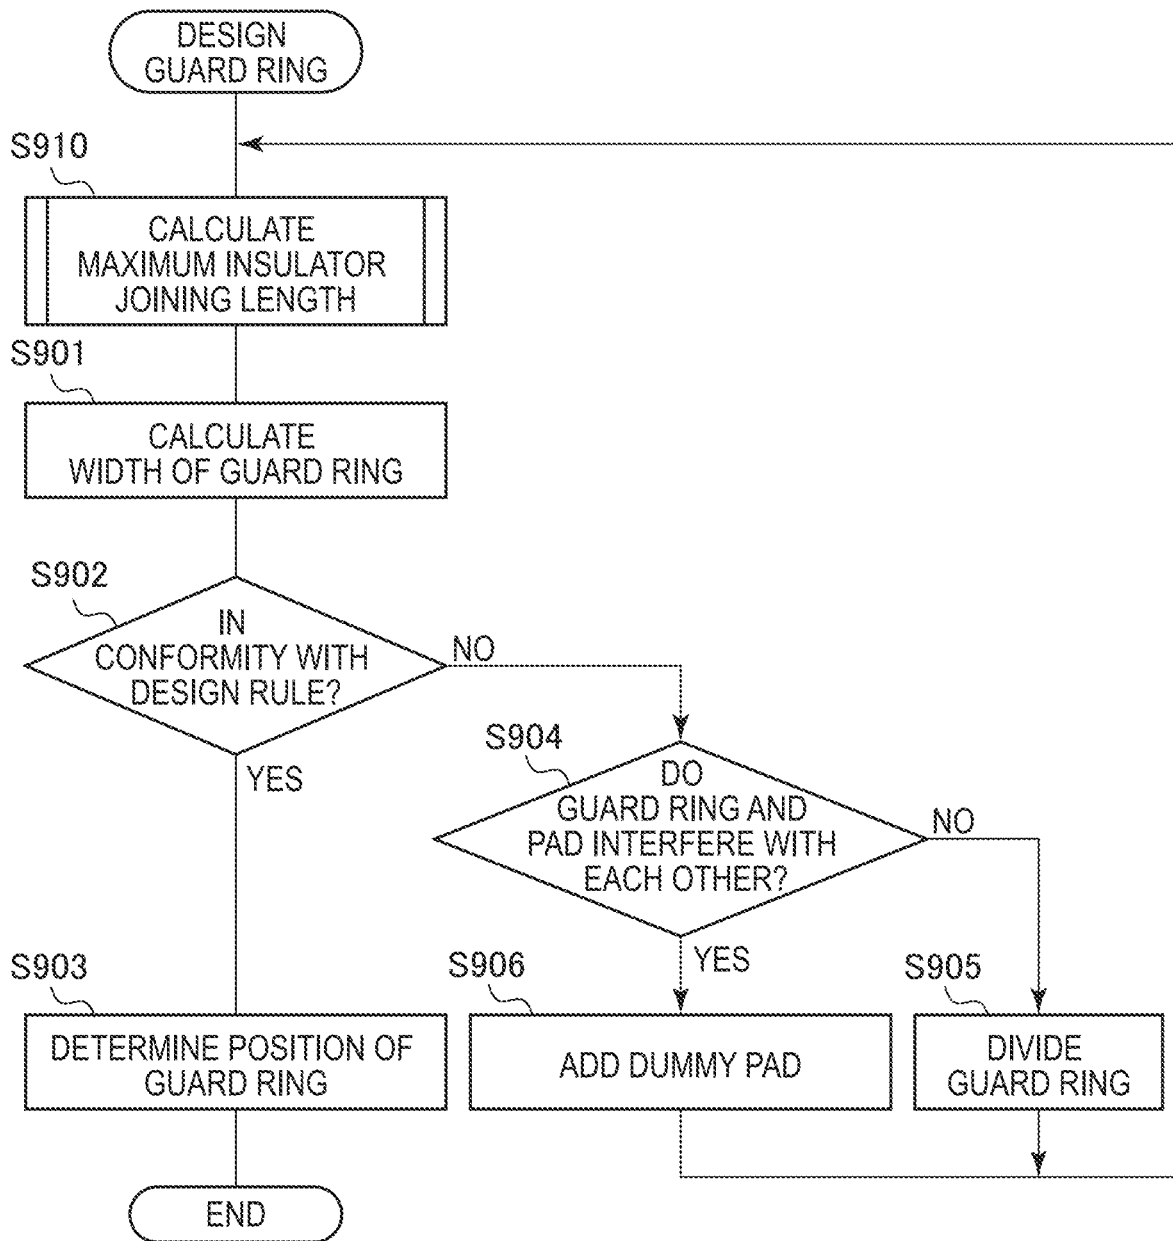 DESIGN
GUARD RING
S910
CALCULATE
MAXIMUM INSULATOR
JOINING LENGTH
S901
CALCULATE
WIDTH OF GUARD RING
S902
IN
CONFORMITY WITH
DESIGN RULE?
NO
YES
S904
DO
GUARD RING AND
PAD INTERFERE WITH
EACH OTHER?
NO
YES
S903
DETERMINE POSITION OF
GUARD RING
S906
ADD DUMMY PAD
S905
DIVIDE
GUARD RING
END